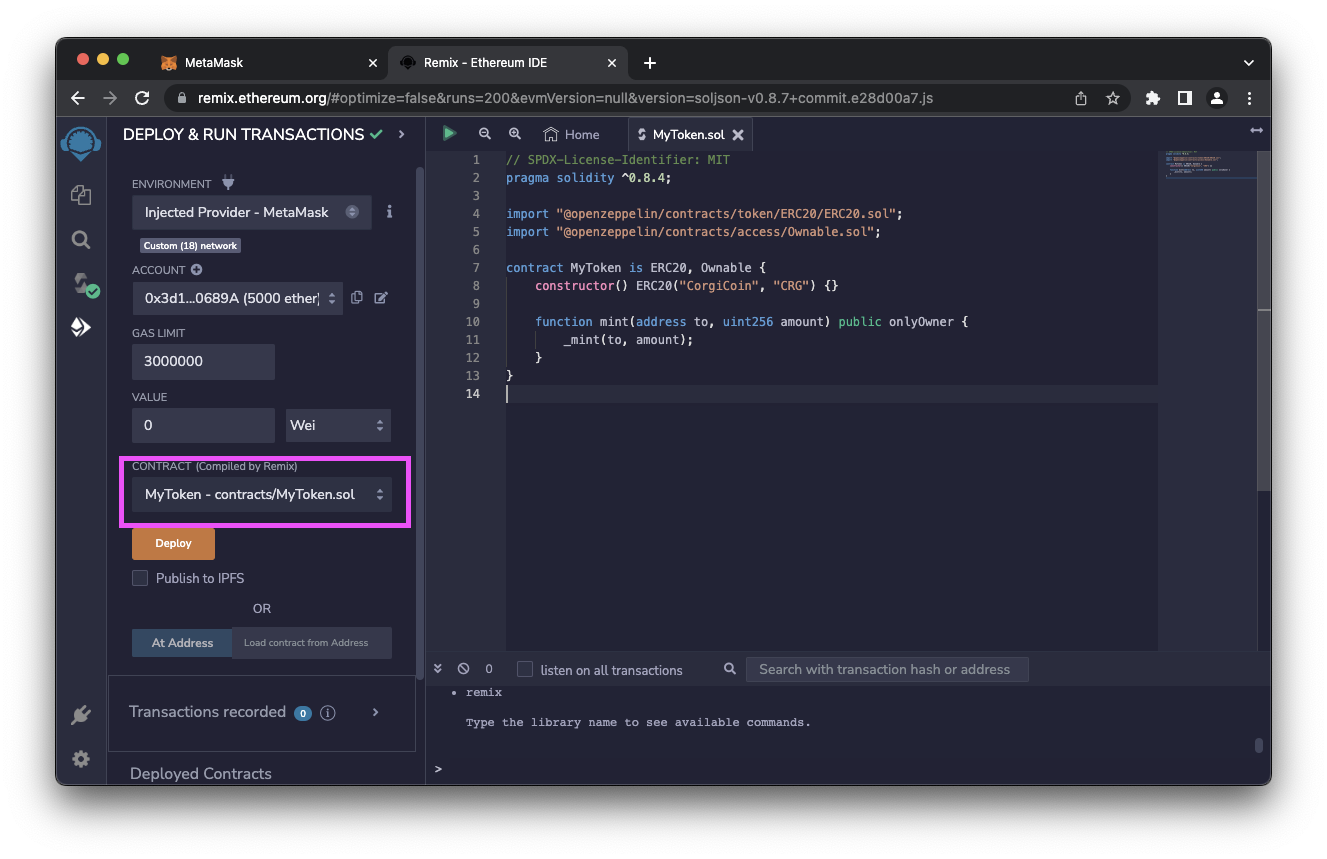 MetaMask
Remix - Ethereum IDE
remix.ethereum.org/#optimize=false&runs=200&evmVersion=null&version=soljson-v0.8.7+commit.e28d00a7.js
DEPLOY & RUN TRANSACTIONS
ENVIRONMENT
Injected Provider - MetaMask
Custom (18) network
ACCOUNT
0x3d1...0689A (5000 ether)
GAS LIMIT
3000000
VALUE
0
Wei
CONTRACT (Compiled by Remix)
MyToken - contracts/MyToken.sol
Deploy
Publish to IPFS
OR
At Address
Load contract from Address
Transactions recorded 0 i
Deployed Contracts
Home
MyToken.sol
1 // SPDX-License-Identifier: MIT
2 pragma solidity ^0.8.4;
3
4 import "@openzeppelin/contracts/token/ERC20/ERC20.sol";
5 import "@openzeppelin/contracts/access/Ownable.sol";
6
7 contract MyToken is ERC20, Ownable {
8 constructor() ERC20("CorgiCoin", "CRG") {}
9
10 function mint(address to, uint256 amount) public onlyOwner {
11 _mint(to, amount);
12 }
13 }
14
0
listen on all transactions
Search with transaction hash or address
• remix
Type the library name to see available commands.
>